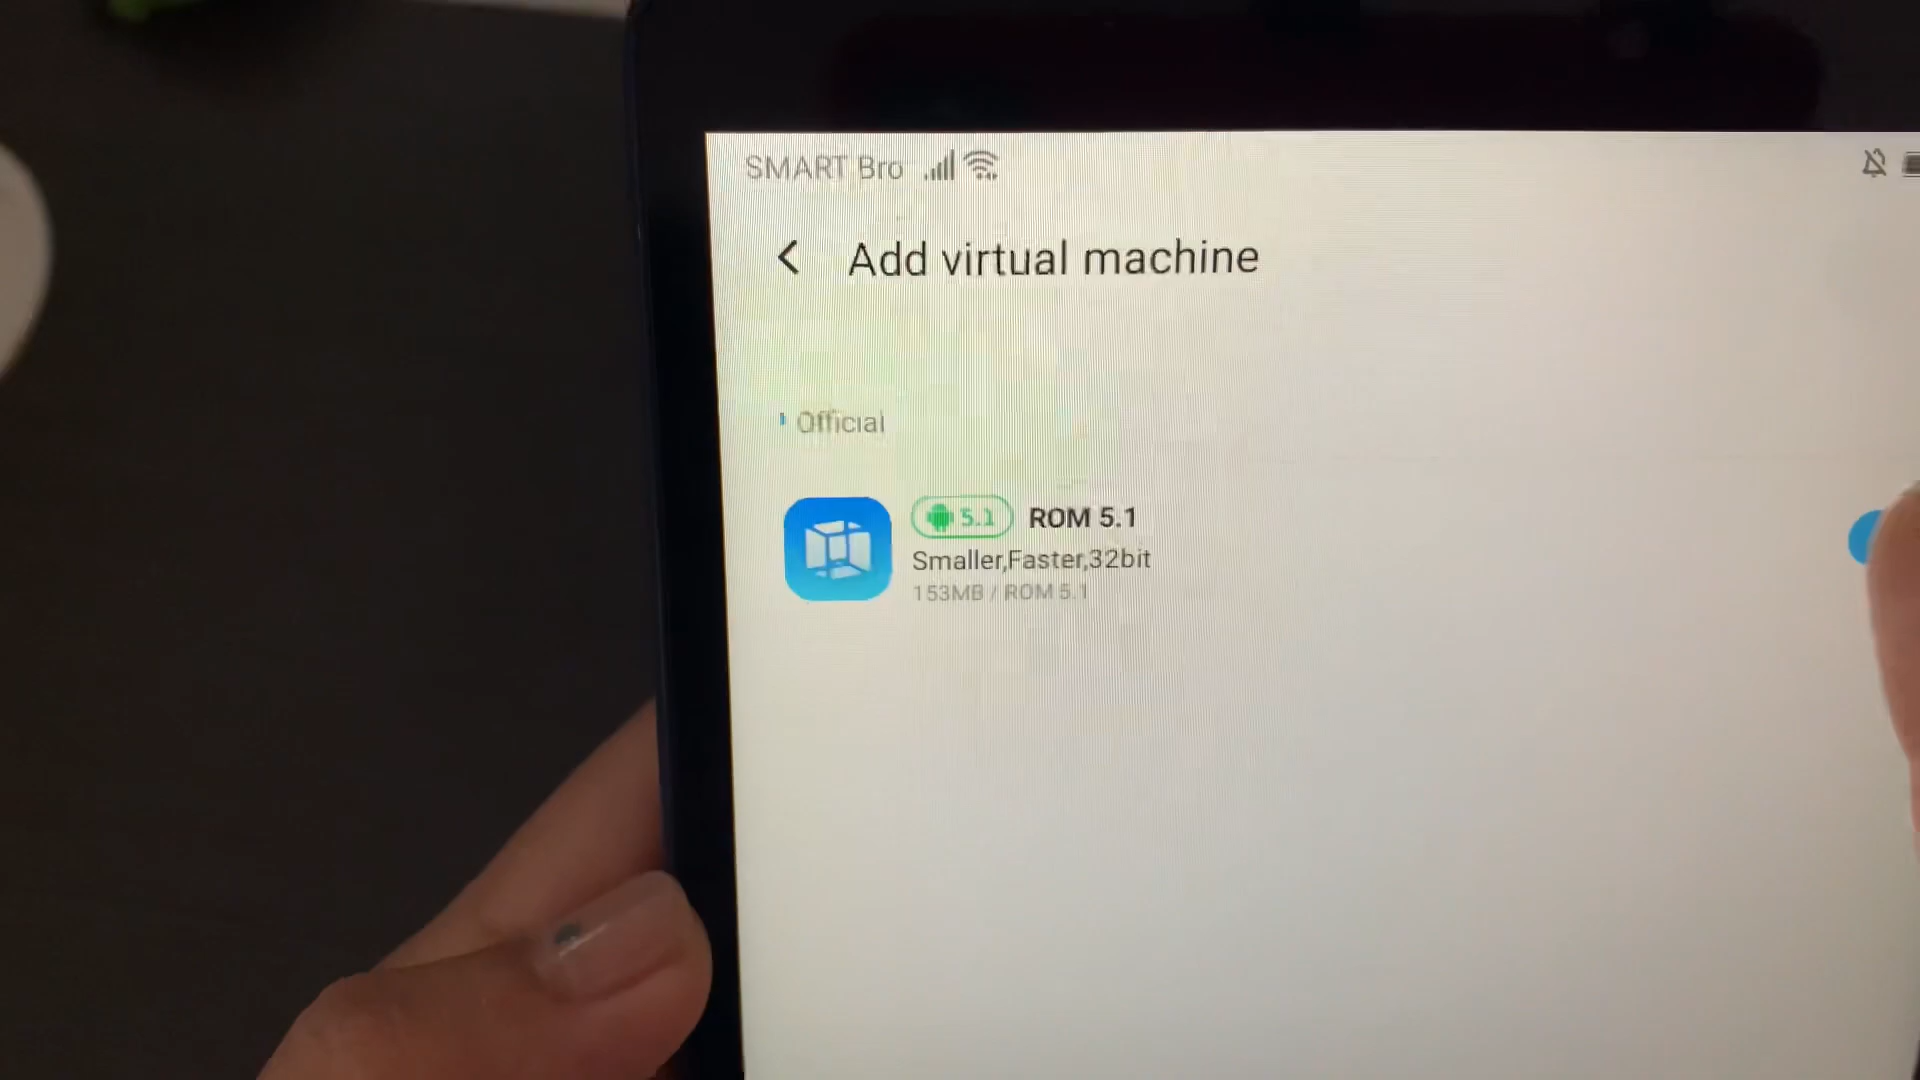 SMART Bro
Add virtual machine
Official
5.1 ROM 5.1
Smaller,Faster,32bit
153MB / ROM 5.1